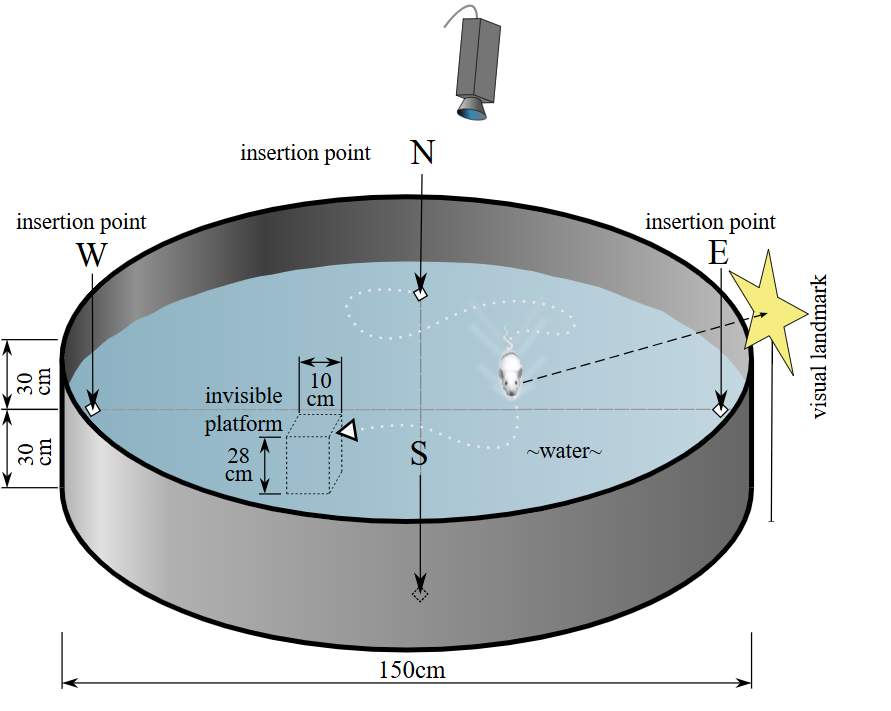 insertion point
N
insertion point
W
insertion point
E
visual landmark
30
cm
30
cm
10
cm
invisible
platform
28
cm
S
~water~
150cm